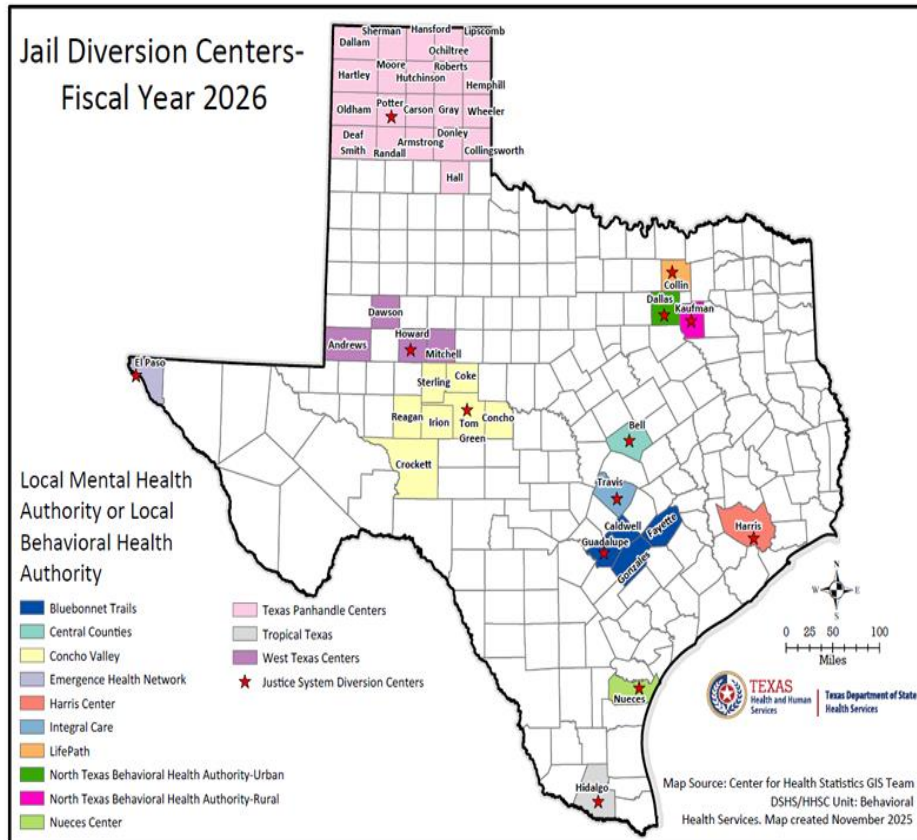 Jail Diversion Centers-
Fiscal Year 2026
Sherman
Hansford
Lipscomb
Dallam
Ochiltree
Moore
Roberts
Hartley
Hutchinson
Hemphill
Potter
Oldham
Carson
Gray
Wheeler
Deaf
Smith
Randall
Armstrong
Donley
Collingsworth
Hall
Collin
Dallas
Kaufman
Dawson
Andrews
Howard
Mitchell
El Paso
Sterling
Coke
Reagan
Irion
Tom
Green
Concho
Crockett
Bell
Travis
Caldwell
Fayette
Guadalupe
Gonzales
Harris
Nueces
Hidalgo
Local Mental Health
Authority or Local
Behavioral Health
Authority
Bluebonnet Trails
Central Counties
Concho Valley
Emergence Health Network
Harris Center
Integral Care
LifePath
North Texas Behavioral Health Authority-Urban
North Texas Behavioral Health Authority-Rural
Nueces Center
Texas Panhandle Centers
Tropical Texas
West Texas Centers
Justice System Diversion Centers
N
W E
S
0 25 50 100
Miles
TEXAS
Health and Human
Services
Texas Department of State
Health Services
Map Source: Center for Health Statistics GIS Team
DSHS/HHSC Unit: Behavioral
Health Services. Map created November 2025